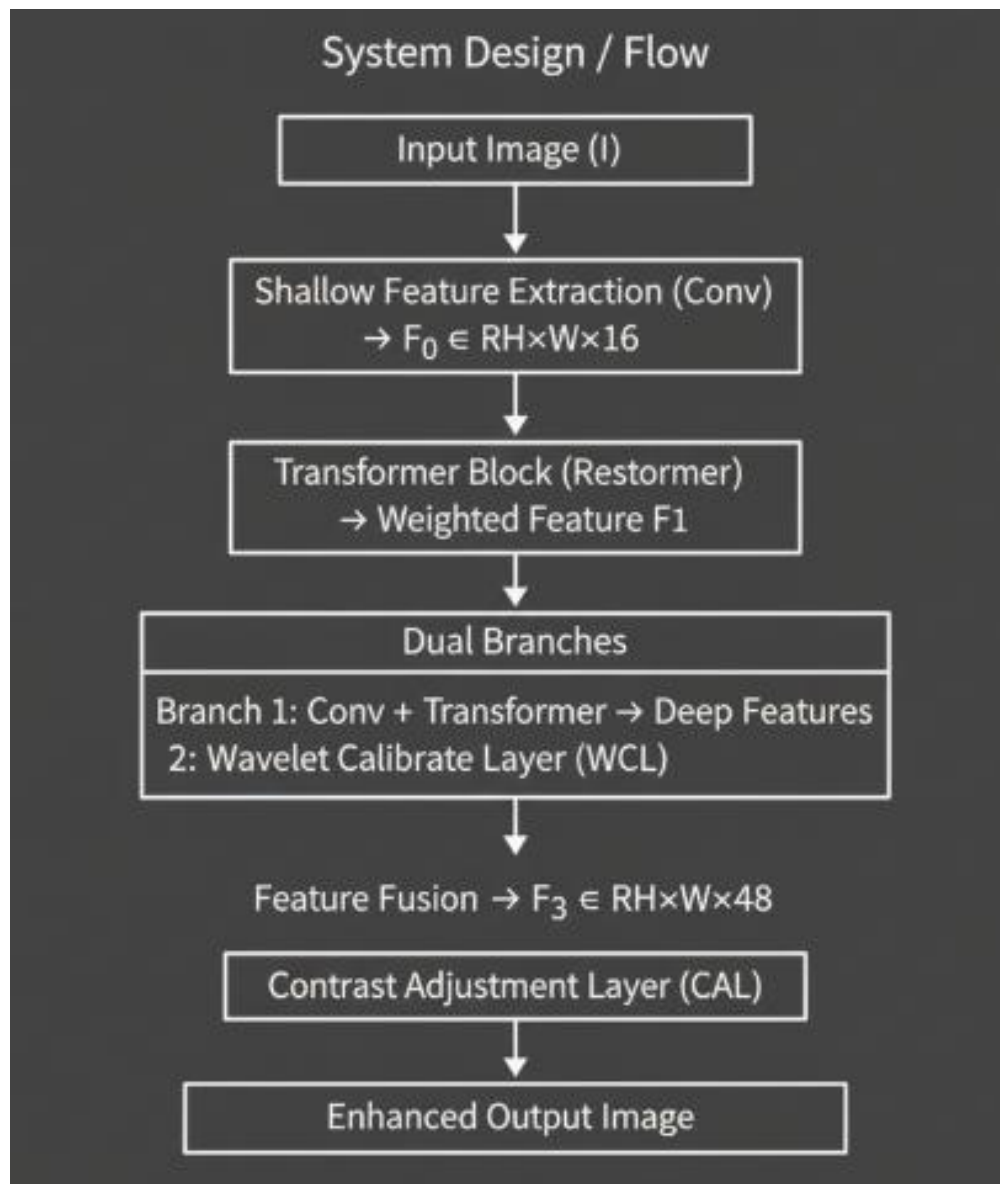 System Design / Flow
Input Image (I)
Shallow Feature Extraction (Conv)
→ F₀ ∈ RH×W×16
Transformer Block (Restormer)
→ Weighted Feature F1
Dual Branches
Branch 1: Conv + Transformer → Deep Features
2: Wavelet Calibrate Layer (WCL)
Feature Fusion → F₃ ∈ RH×W×48
Contrast Adjustment Layer (CAL)
Enhanced Output Image